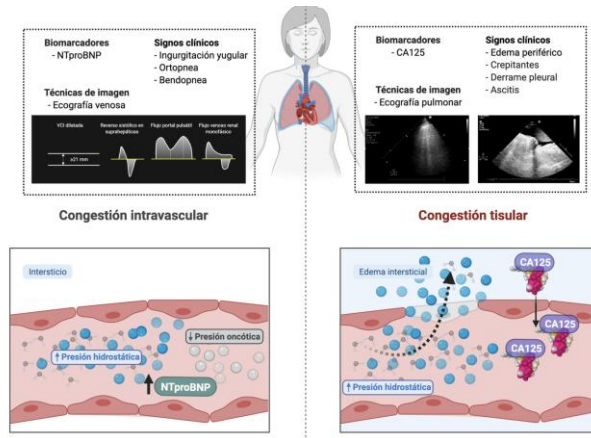 Biomarcadores
- NTproBNP
Signos clínicos
- Ingurgitación yugular
- Ortopnea
- Bendopnea
Técnicas de imagen
- Ecografía venosa
VCI dilatada
Reverso sistólico en
suprahepáticas
Flujo portal pulsátil
Flujo venoso renal
monofásico
≥21 mm
Congestión intravascular
Biomarcadores
- CA125
Signos clínicos
- Edema periférico
- Crepitantes
- Derrame pleural
- Ascitis
Técnicas de imagen
- Ecografía pulmonar
Congestión tisular
Intersticio
↑ Presión hidrostática
↓ Presión oncótica
NTproBNP
Edema intersticial
CA125
CA125
CA125
↑ Presión hidrostática